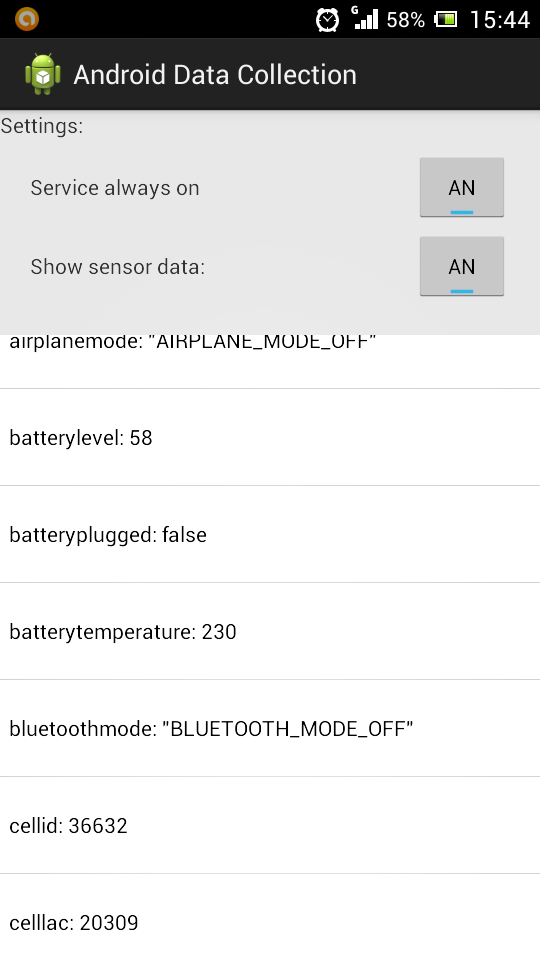 G 58% 15:44
Android Data Collection
Settings:
Service always on AN
Show sensor data: AN
airplanemode: "AIRPLANE_MODE_OFF"
batterylevel: 58
batteryplugged: false
batterytemperature: 230
bluetoothmode: "BLUETOOTH_MODE_OFF"
cellid: 36632
celllac: 20309